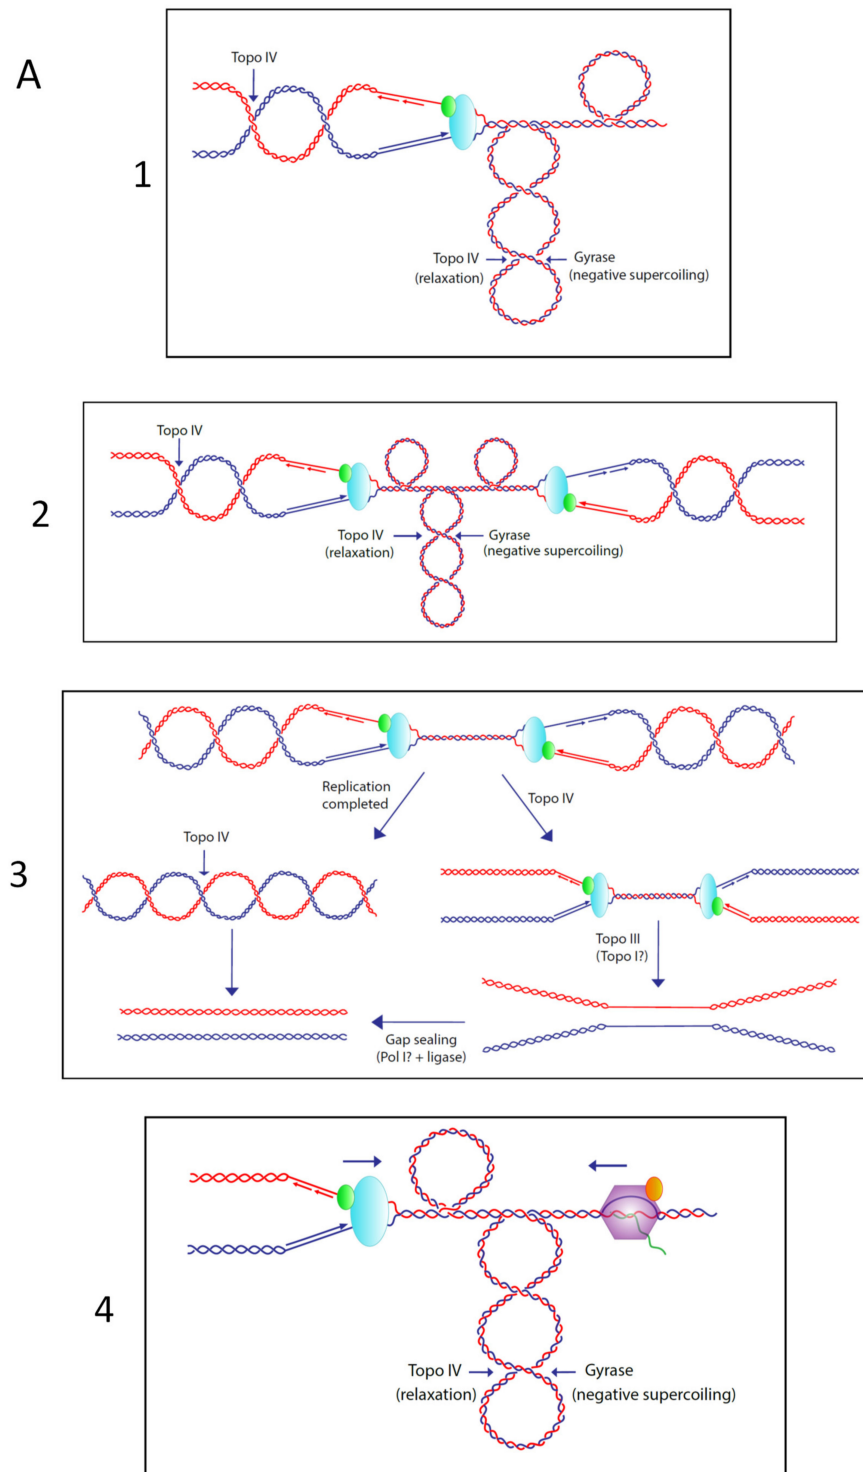 A
1
Topo IV
Topo IV
(relaxation)
Gyrase
(negative supercoiling)
2
Topo IV
Topo IV
(relaxation)
Gyrase
(negative supercoiling)
3
Replication
completed
Topo IV
Topo IV
Topo III
(Topo I?)
Gap sealing
(Pol I? + ligase)
4
Topo IV
(relaxation)
Gyrase
(negative supercoiling)